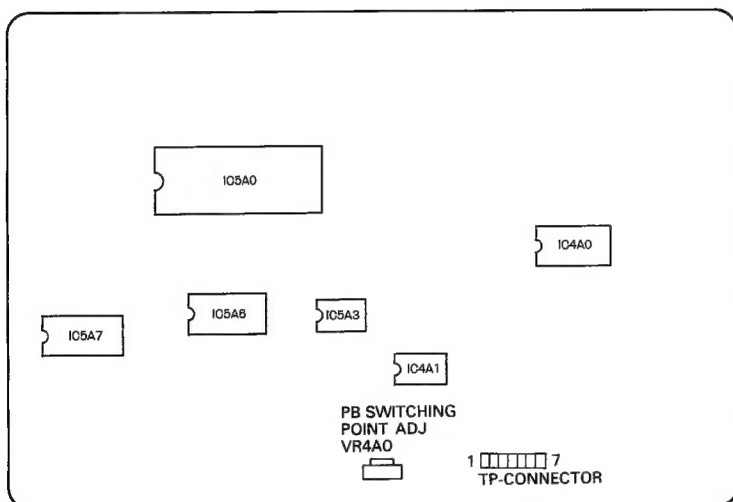 IC5A0
IC4A0
IC5A7
IC5A6
IC5A3
IC4A1
PB SWITCHING
POINT ADJ
VR4A0
1 7
TP-CONNECTOR